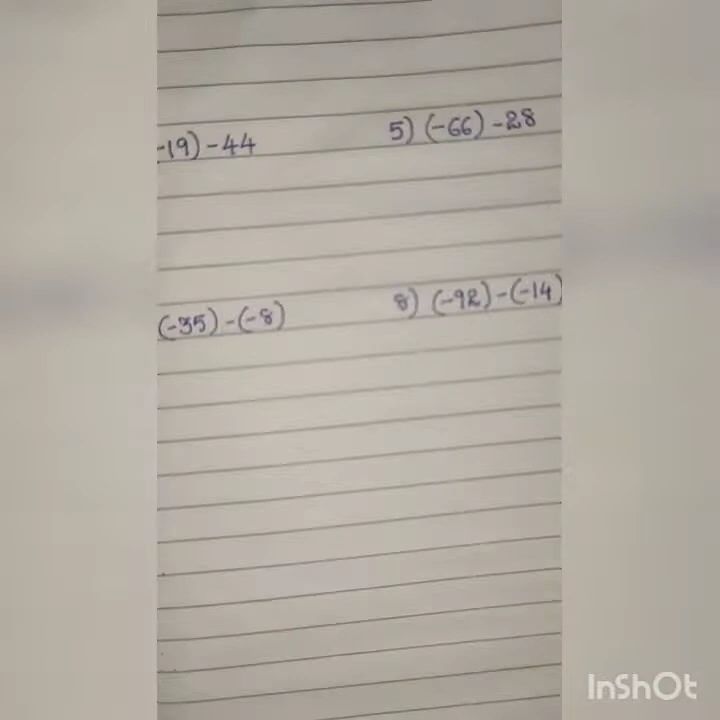 -19) - 44 5) (-66) - 28
(-35) - (-8) 8) (-92) - (-14)
InShOt